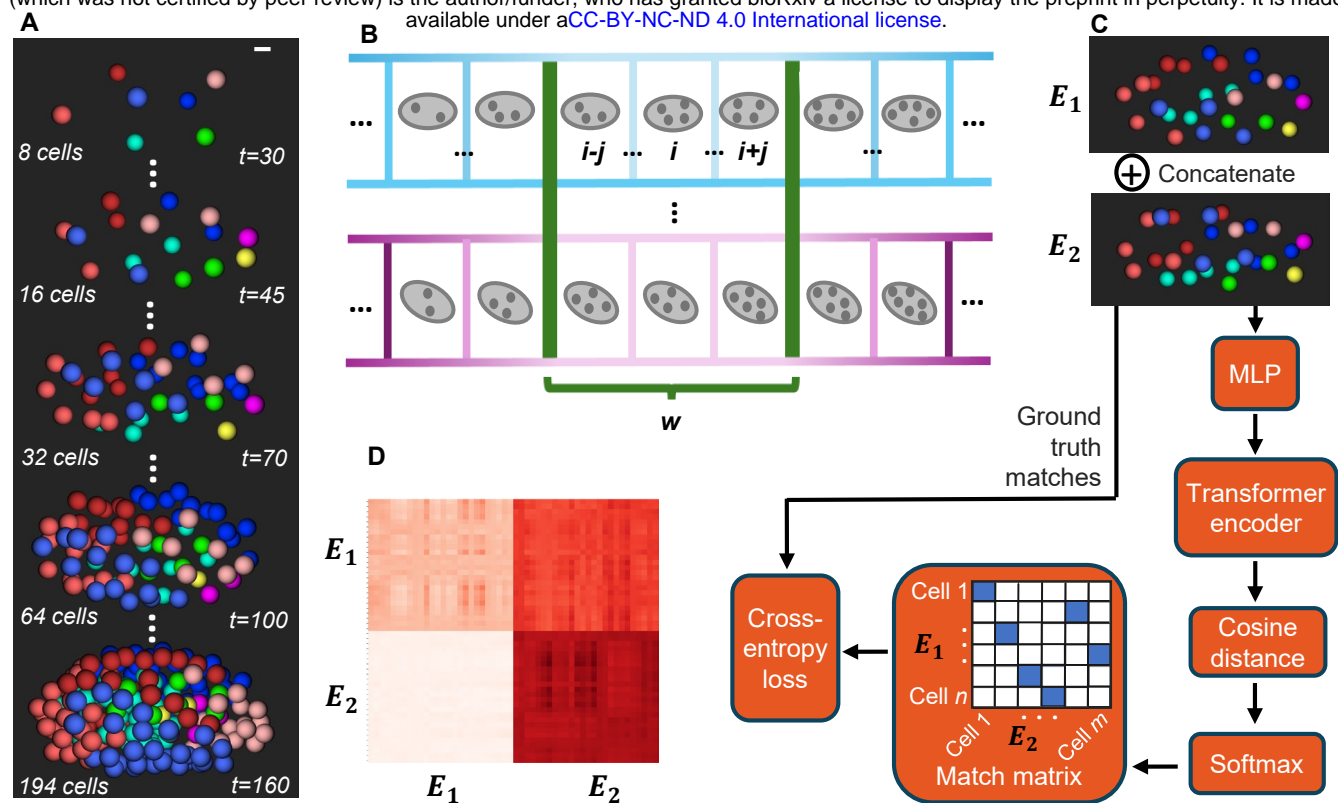 (which was not certified by peer review) is the author/funder, who has granted bioRxiv a license to display the preprint in perpetuity. It is made
available under aCC-BY-NC-ND 4.0 International license.
A
8 cells
t=30
16 cells
t=45
32 cells
t=70
64 cells
t=100
194 cells
t=160
B
...
...
...
i-j ... i ... i+j
...
...
...
...
w
C
E1
+ Concatenate
E2
MLP
Transformer
encoder
Cosine
distance
Softmax
Ground
truth
matches
Cross-
entropy
loss
Cell 1
E1
Cell n
Cell 1
...
E2
Cell m
Match matrix
D
E1
E2
E1
E2